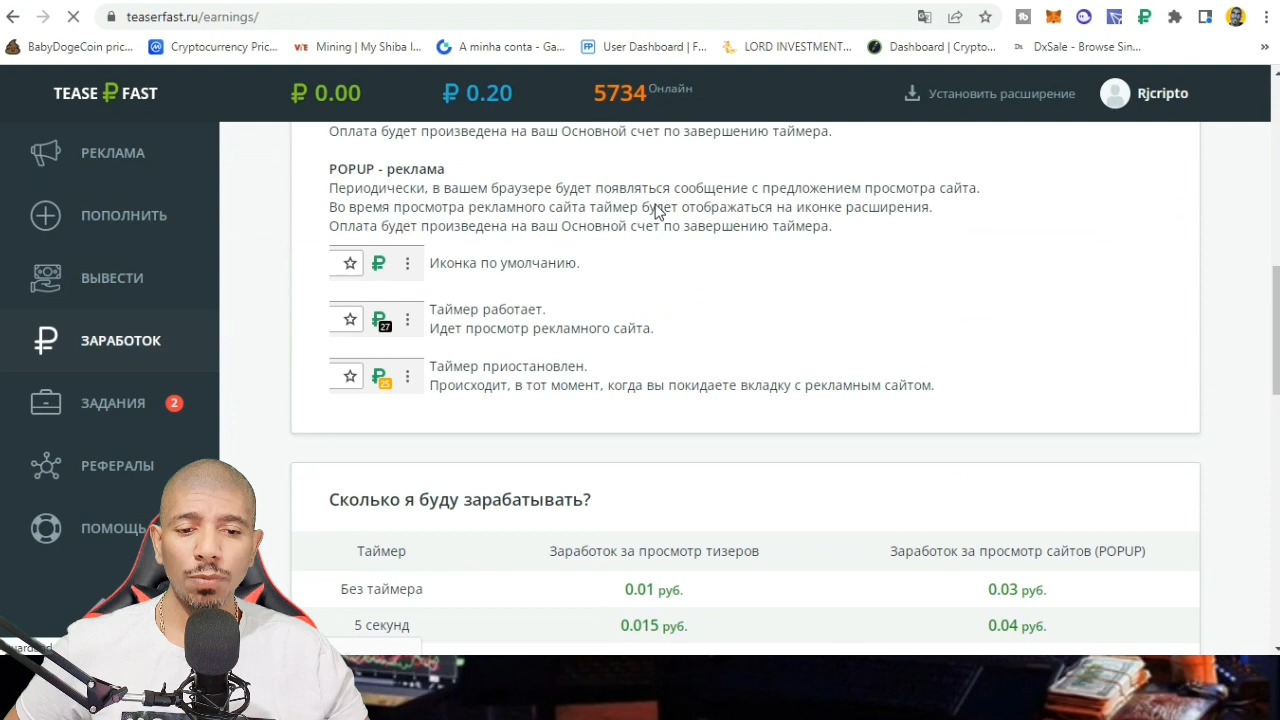 teaserfast.ru/earnings/
BabyDogeCoin pric...
Cryptocurrency Pric...
Mining | My Shiba I...
A minha conta - Ga...
User Dashboard | F...
LORD INVESTMENT...
Dashboard | Crypto...
DxSale - Browse Sin...
»
TEASE ₽ FAST
₽ 0.00
₽ 0.20
5734 Онлайн
Установить расширение
Rjcripto
РЕКЛАМА
ПОПОЛНИТЬ
ВЫВЕСТИ
ЗАРАБОТОК
ЗАДАНИЯ 2
РЕФЕРАЛЫ
ПОМОЩЬ
Оплата будет произведена на ваш Основной счет по завершению таймера.
POPUP - реклама
Периодически, в вашем браузере будет появляться сообщение с предложением просмотра сайта.
Во время просмотра рекламного сайта таймер будет отображаться на иконке расширения.
Оплата будет произведена на ваш Основной счет по завершению таймера.
Иконка по умолчанию.
27
Таймер работает.
Идет просмотр рекламного сайта.
25
Таймер приостановлен.
Происходит, в тот момент, когда вы покидаете вкладку с рекламным сайтом.
Сколько я буду зарабатывать?
Таймер
Заработок за просмотр тизеров
Заработок за просмотр сайтов (POPUP)
Без таймера
0.01 руб.
0.03 руб.
5 секунд
0.015 руб.
0.04 руб.